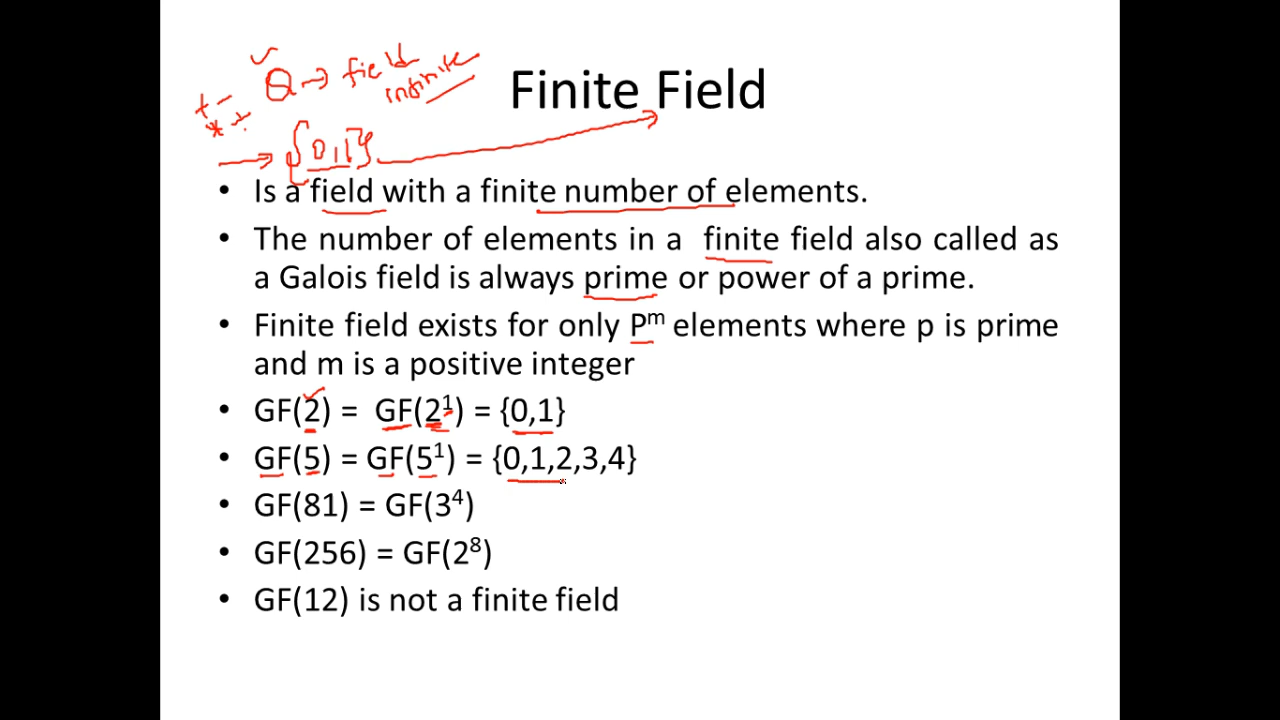 Q → field
infinite
+ -
* ÷
→ {0,1}
Finite Field
• Is a field with a finite number of elements.
• The number of elements in a finite field also called as
a Galois field is always prime or power of a prime.
• Finite field exists for only Pᵐ elements where p is prime
and m is a positive integer
• GF(2) = GF(2¹) = {0,1}
• GF(5) = GF(5¹) = {0,1,2,3,4}
• GF(81) = GF(3⁴)
• GF(256) = GF(2⁸)
• GF(12) is not a finite field